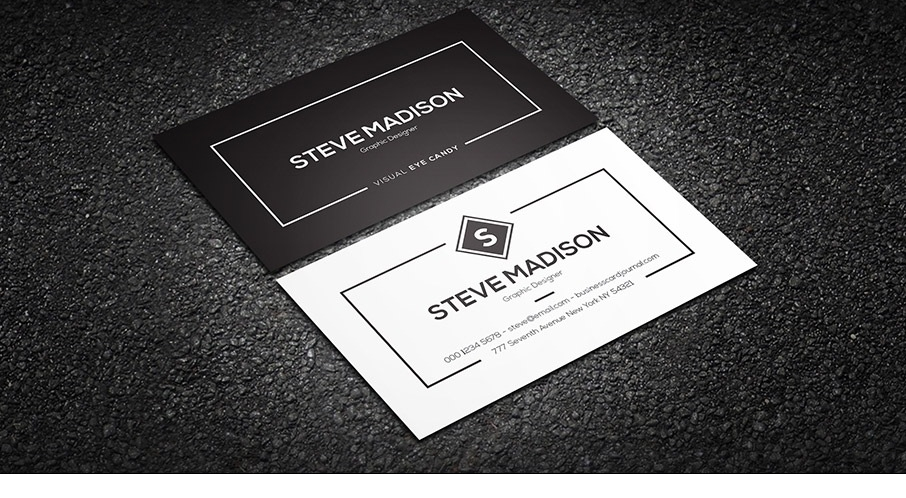 STEVE MADISON
Graphic Designer
VISUAL EYE CANDY
S
STEVE MADISON
Graphic Designer
000 1234 5678 - steve@email.com - businesscardjournal.com
777 Seventh Avenue New York NY 54321